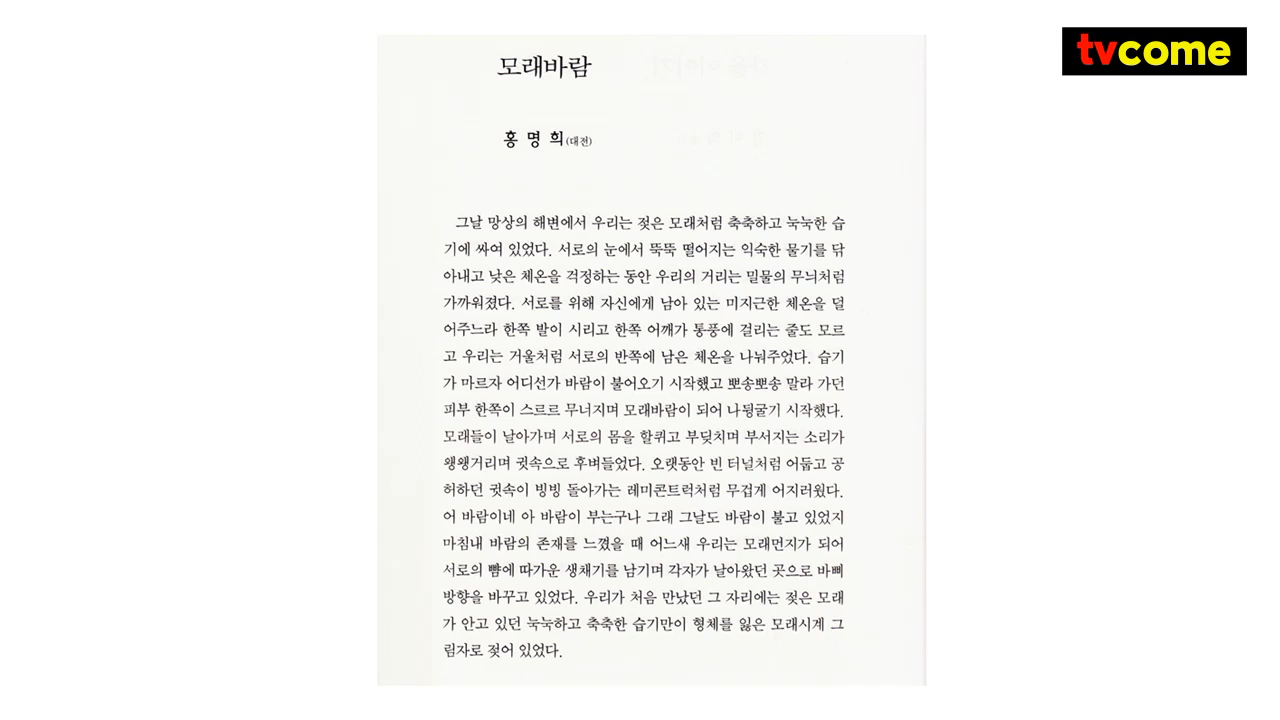 tvcome
모래바람
홍 명 희(대전)
그날 망상의 해변에서 우리는 젖은 모래처럼 축축하고 눅눅한 습
기에 싸여 있었다. 서로의 눈에서 뚝뚝 떨어지는 익숙한 물기를 닦
아내고 낮은 체온을 걱정하는 동안 우리의 거리는 밀물의 무늬처럼
가까워졌다. 서로를 위해 자신에게 남아 있는 미지근한 체온을 덜
어주느라 한쪽 발이 시리고 한쪽 어깨가 통풍에 걸리는 줄도 모르
고 우리는 거울처럼 서로의 반쪽에 남은 체온을 나눠주었다. 습기
가 마르자 어디선가 바람이 불어오기 시작했고 뽀송뽀송 말라 가던
피부 한쪽이 스르르 무너지며 모래바람이 되어 나뒹굴기 시작했다.
모래들이 날아가며 서로의 몸을 할퀴고 부딪치며 부서지는 소리가
왱왱거리며 귓속으로 후벼들었다. 오랫동안 빈 터널처럼 어둡고 공
허하던 귓속이 빙빙 돌아가는 레미콘트럭처럼 무겁게 어지러웠다.
어 바람이네 아 바람이 부는구나 그래 그날도 바람이 불고 있었지
마침내 바람의 존재를 느꼈을 때 어느새 우리는 모래먼지가 되어
서로의 뺨에 따가운 생채기를 남기며 각자가 날아왔던 곳으로 바삐
방향을 바꾸고 있었다. 우리가 처음 만났던 그 자리에는 젖은 모래
가 안고 있던 눅눅하고 축축한 습기만이 형체를 잃은 모래시계 그
림자로 젖어 있었다.